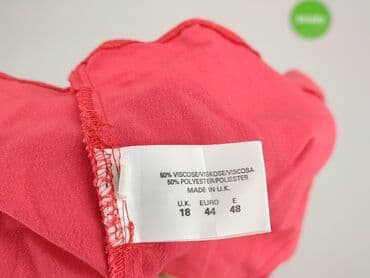 50% VISCOSE/VISKOSE/VISCOSA
50% POLYESTER/POLIESTER
MADE IN U.K.
U.K. EURO E
18 44 48